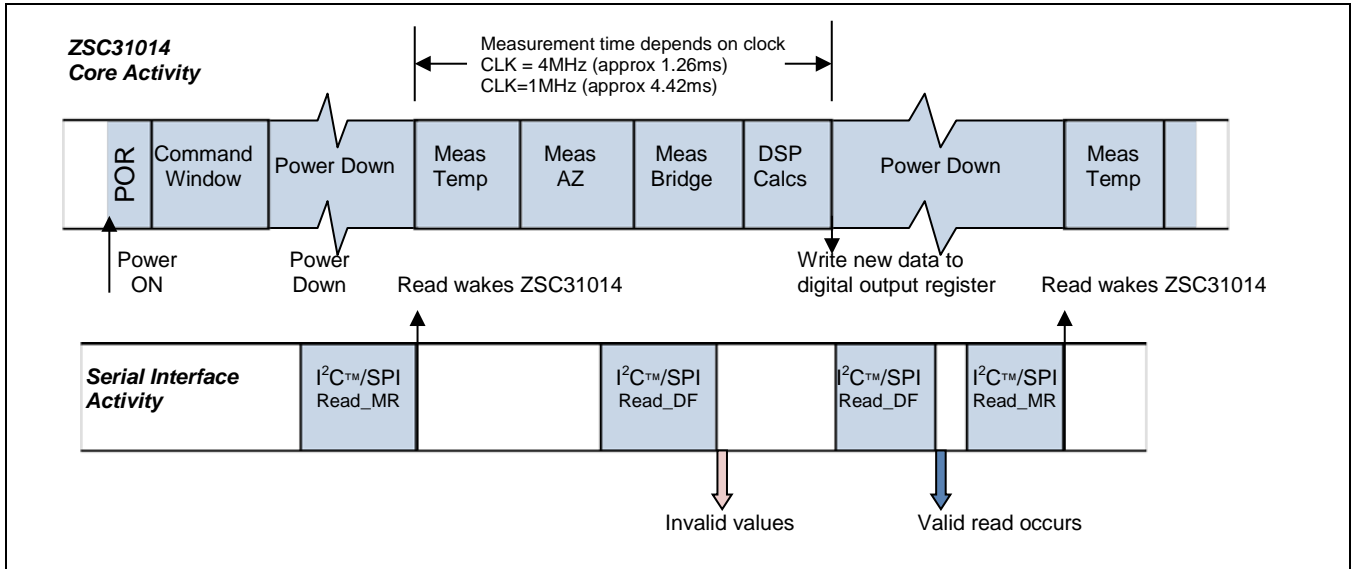 ZSC31014
Core Activity
Measurement time depends on clock
CLK = 4MHz (approx 1.26ms)
CLK=1MHz (approx 4.42ms)
POR
Command
Window
Power Down
Meas
Temp
Meas
AZ
Meas
Bridge
DSP
Calcs
Power Down
Meas
Temp
Power
ON
Power
Down
Read wakes ZSC31014
Write new data to
digital output register
Read wakes ZSC31014
Serial Interface
Activity
I²C™/SPI
Read_MR
I²C™/SPI
Read_DF
I²C™/SPI
Read_DF
I²C™/SPI
Read_MR
Invalid values
Valid read occurs